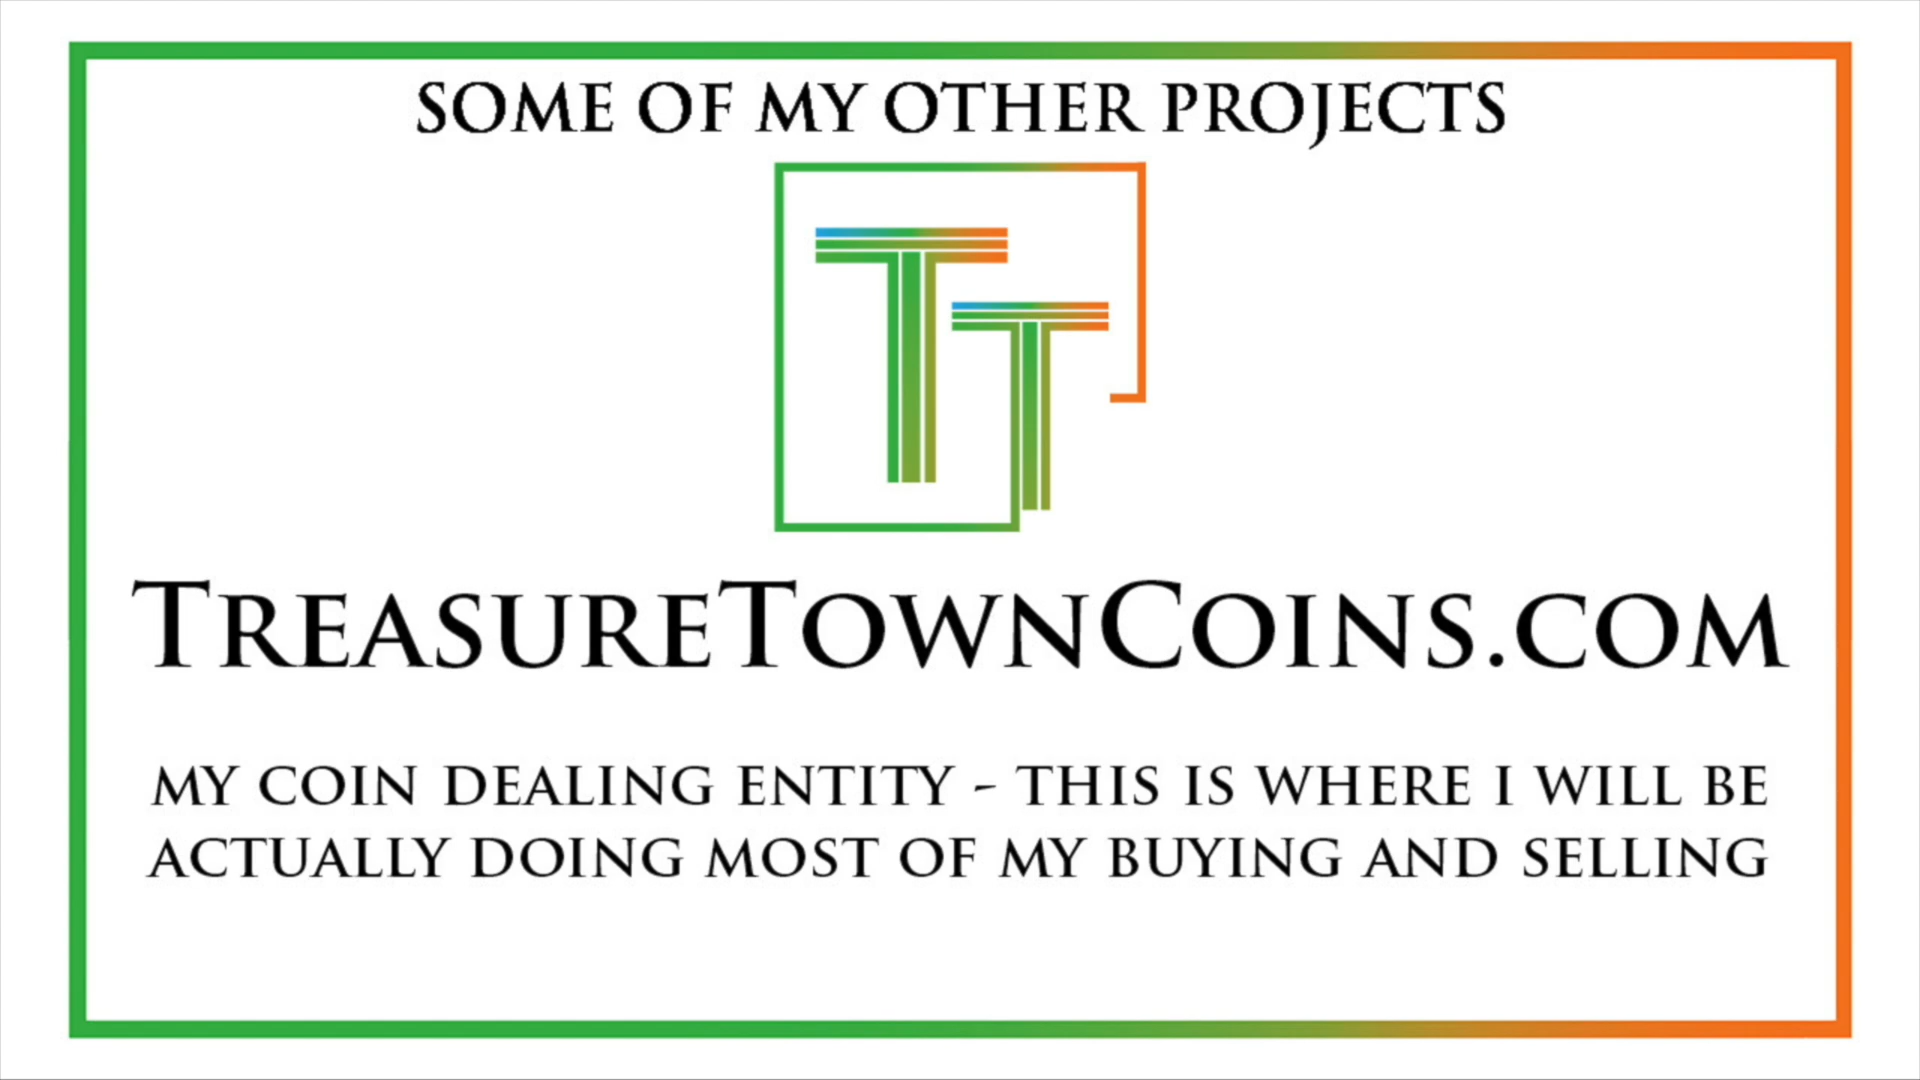 SOME OF MY OTHER PROJECTS
TT
TREASURETOWNCOINS.COM
MY COIN DEALING ENTITY - THIS IS WHERE I WILL BE
ACTUALLY DOING MOST OF MY BUYING AND SELLING